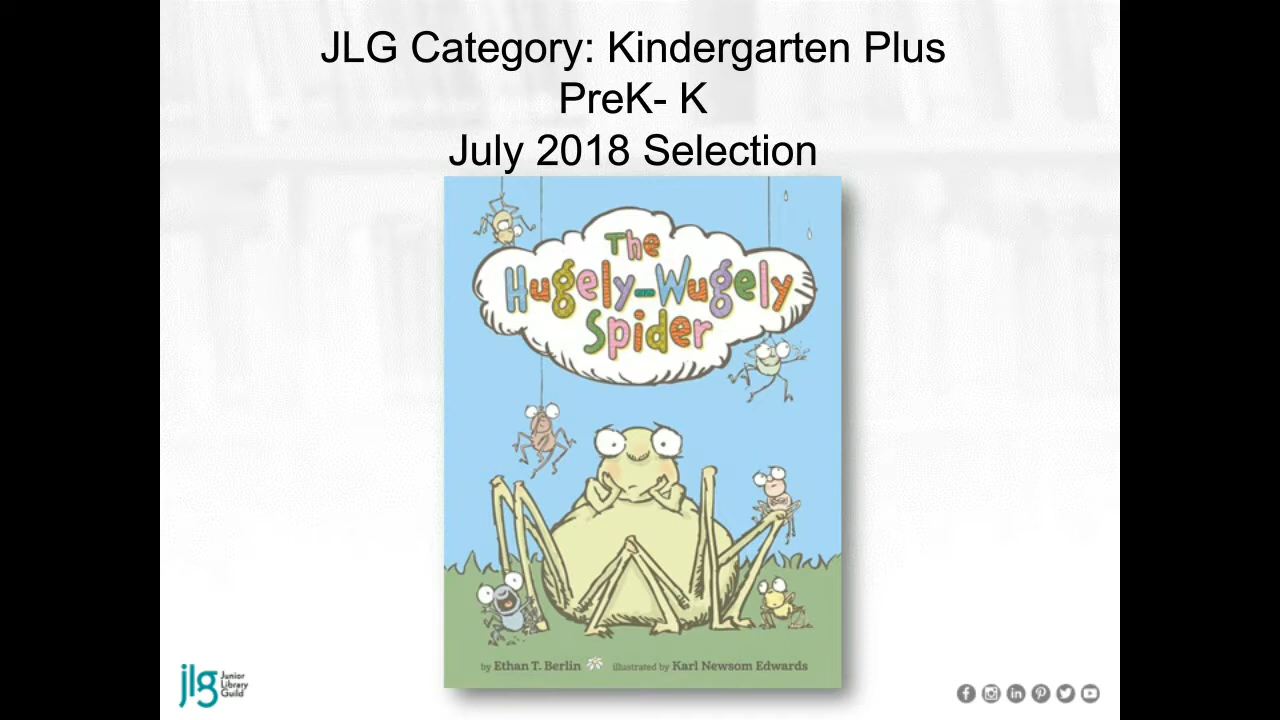 JLG Category: Kindergarten Plus
PreK- K
July 2018 Selection
The
Hugely-Wugely
Spider
by Ethan T. Berlin illustrated by Karl Newsom Edwards
jlg Junior
Library
Guild